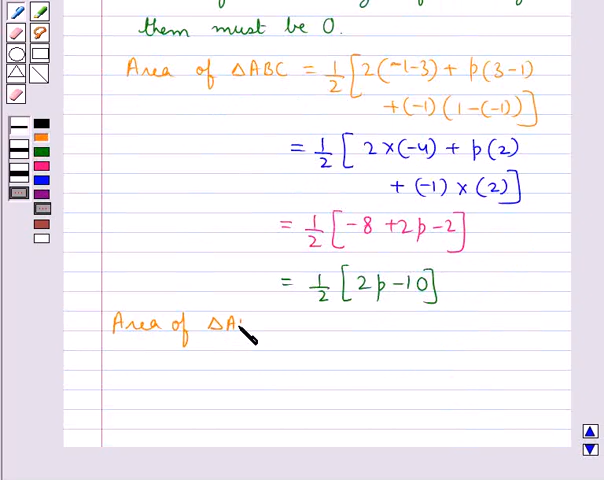 them must be 0.
Area of ΔABC = 1/2 [2(-1-3) + p(3-1)
+(-1)(1-(-1))]
= 1/2 [2×(-4) + p(2)
+ (-1)×(2)]
= 1/2 [-8+2p-2]
= 1/2 [2p-10]
Area of ΔA